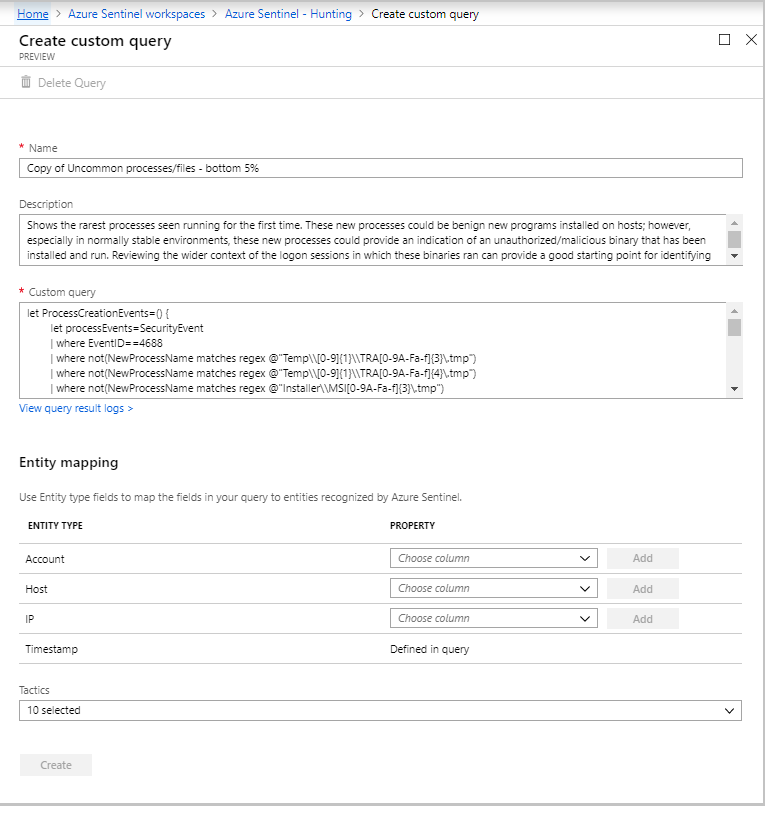 Home > Azure Sentinel workspaces > Azure Sentinel - Hunting > Create custom query
Create custom query
PREVIEW
Delete Query
* Name
Copy of Uncommon processes/files - bottom 5%
Description
Shows the rarest processes seen running for the first time. These new processes could be benign new programs installed on hosts; however,
especially in normally stable environments, these new processes could provide an indication of an unauthorized/malicious binary that has been
installed and run. Reviewing the wider context of the logon sessions in which these binaries ran can provide a good starting point for identifying
* Custom query
let ProcessCreationEvents=() {
let processEvents=SecurityEvent
| where EventID==4688
| where not(NewProcessName matches regex @"Temp\\[0-9]{1}\\TRA[0-9A-Fa-f]{3}\.tmp")
| where not(NewProcessName matches regex @"Temp\\[0-9]{1}\\TRA[0-9A-Fa-f]{4}\.tmp")
| where not(NewProcessName matches regex @"Installer\\MSI[0-9A-Fa-f]{3}\.tmp")
View query result logs >
Entity mapping
Use Entity type fields to map the fields in your query to entities recognized by Azure Sentinel.
ENTITY TYPE PROPERTY
Account Choose column Add
Host Choose column Add
IP Choose column Add
Timestamp Defined in query
Tactics
10 selected
Create